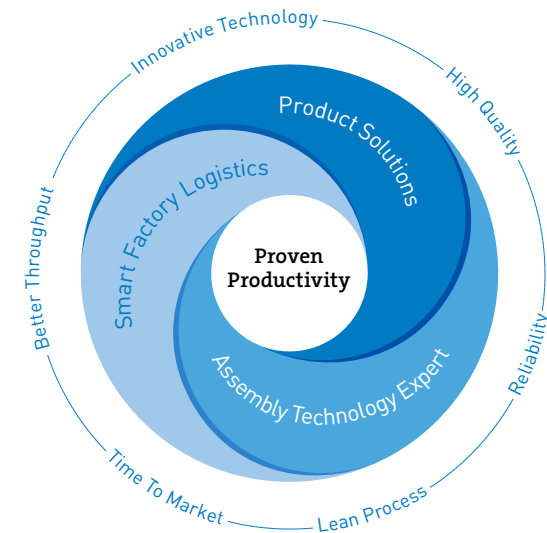 Innovative Technology
High Quality
Reliability
Lean Process
Time To Market
Better Throughput
Product Solutions
Smart Factory Logistics
Assembly Technology Expert
Proven
Productivity